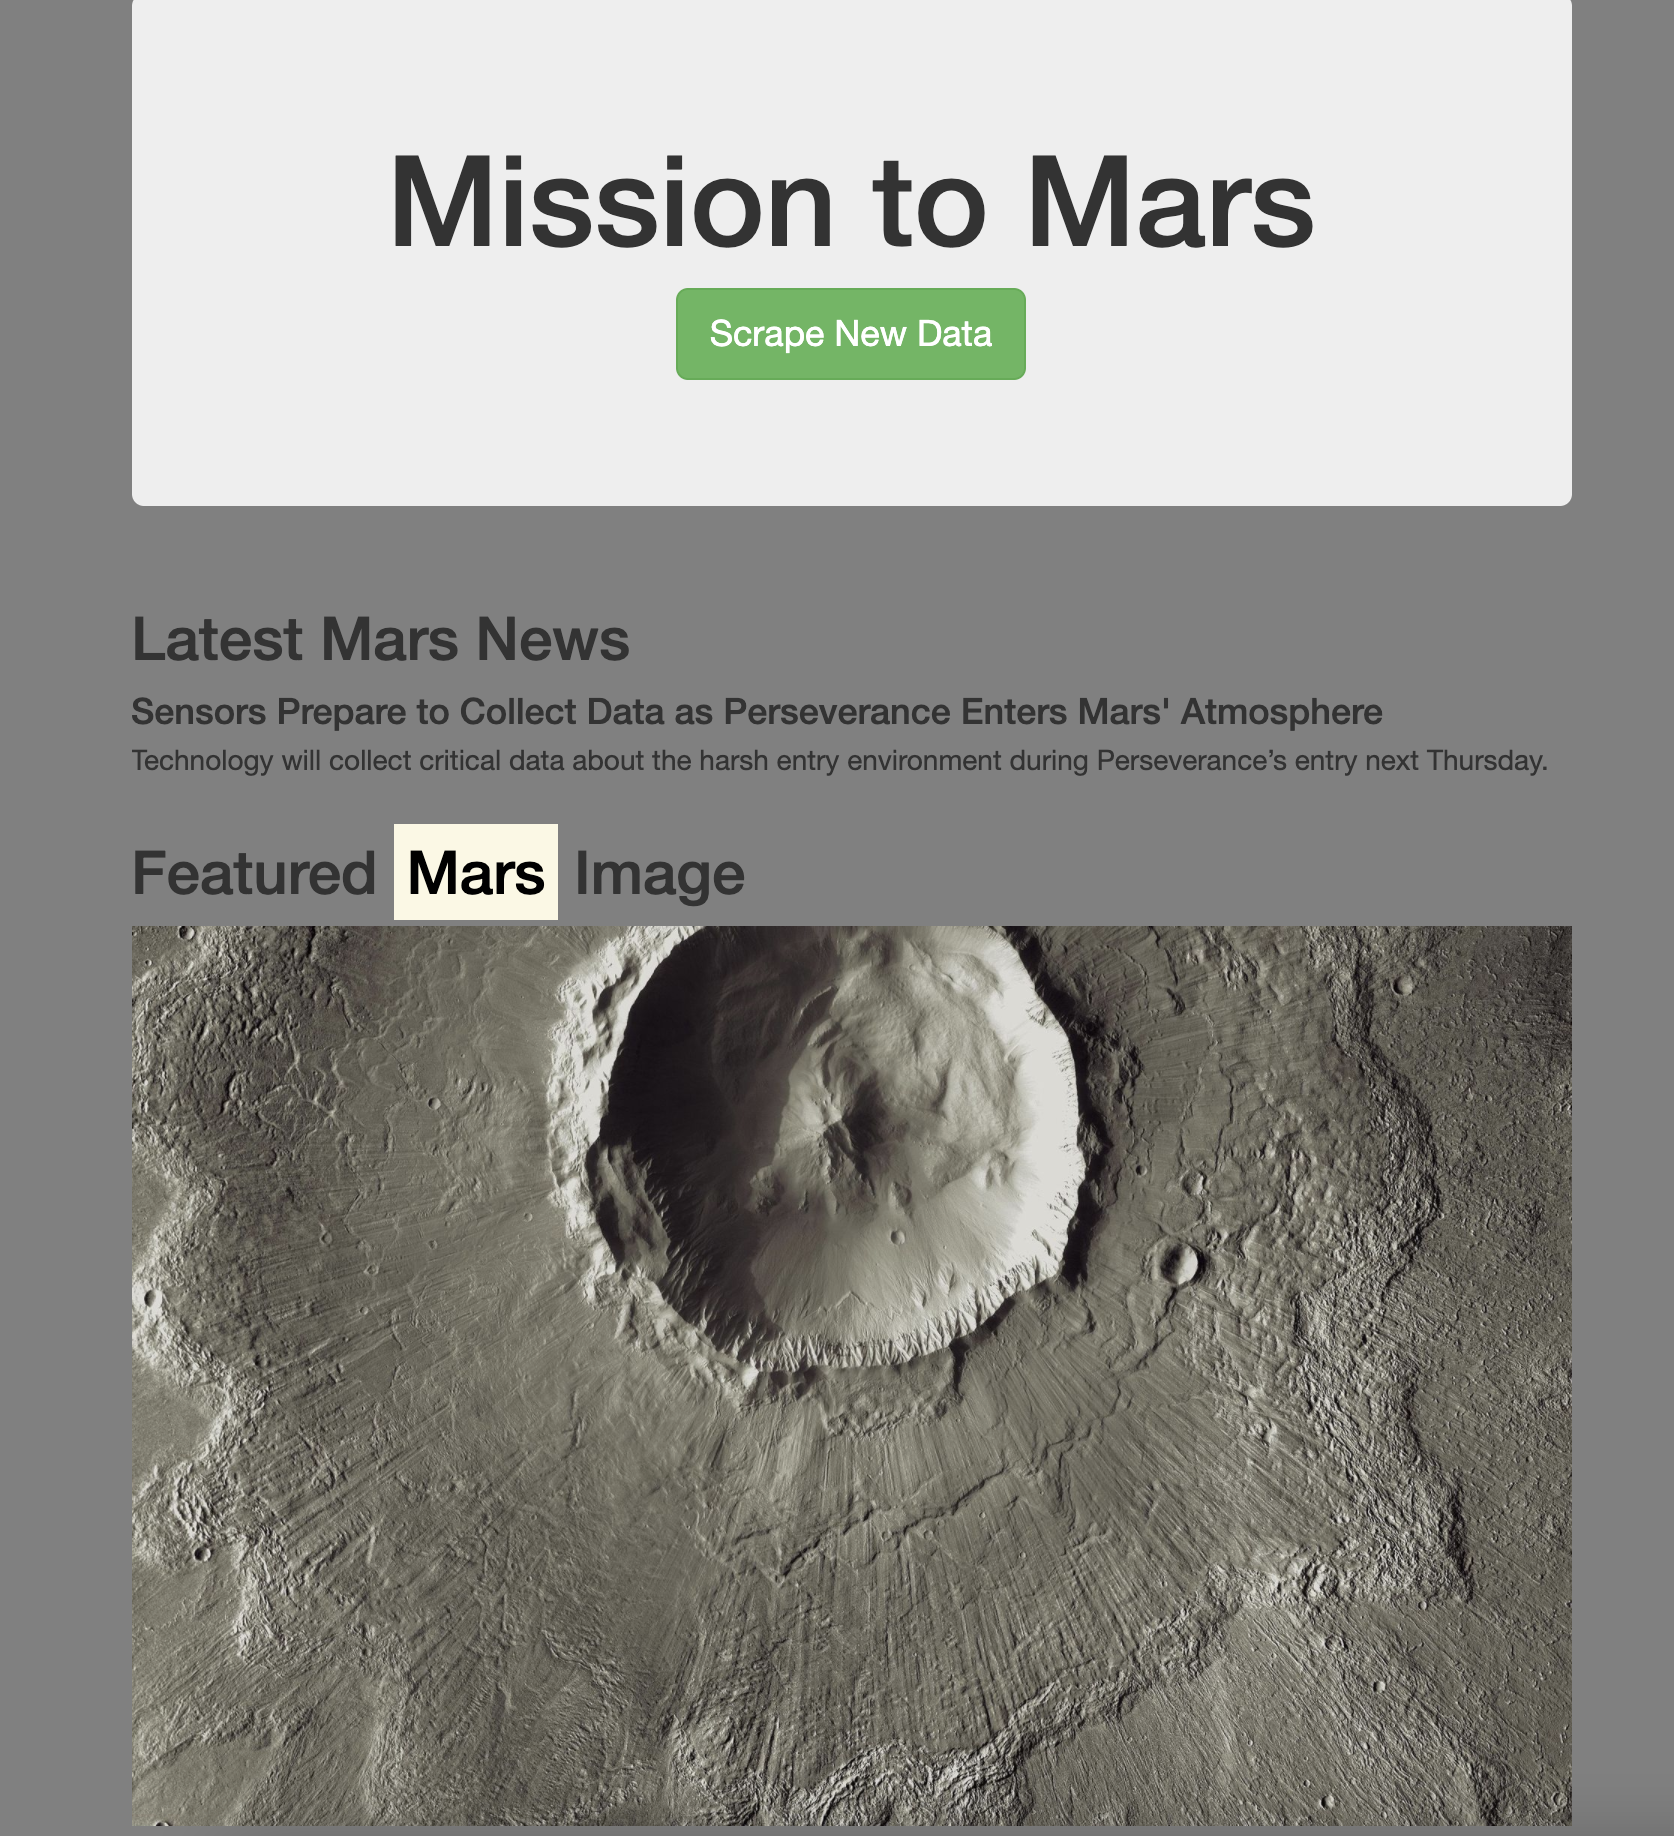 Mission to Mars
Scrape New Data
Latest Mars News
Sensors Prepare to Collect Data as Perseverance Enters Mars' Atmosphere
Technology will collect critical data about the harsh entry environment during Perseverance’s entry next Thursday.
Featured Mars Image